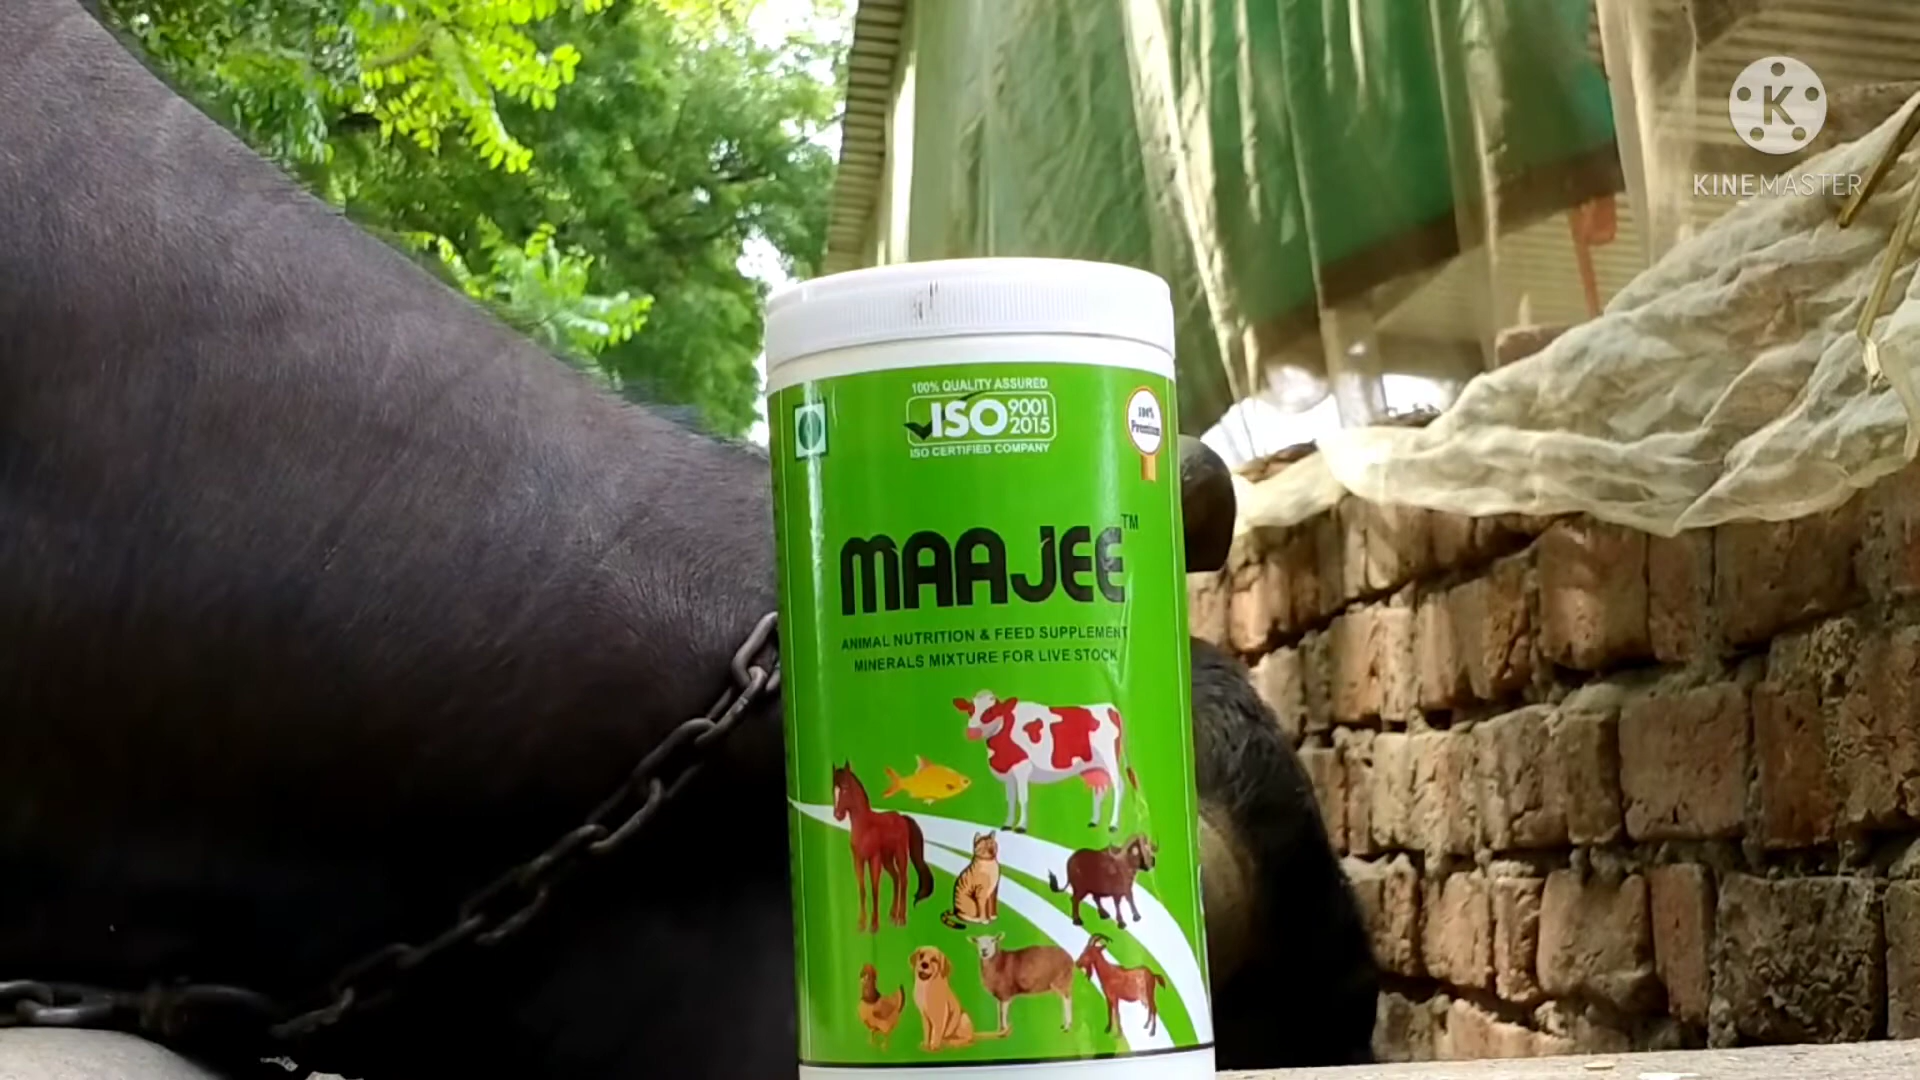 K
KINEMASTER
100% QUALITY ASSURED
ISO 9001 2015
ISO CERTIFIED COMPANY
100%
MAAJEE™
ANIMAL NUTRITION & FEED SUPPLEMENT
MINERALS MIXTURE FOR LIVE STOCK